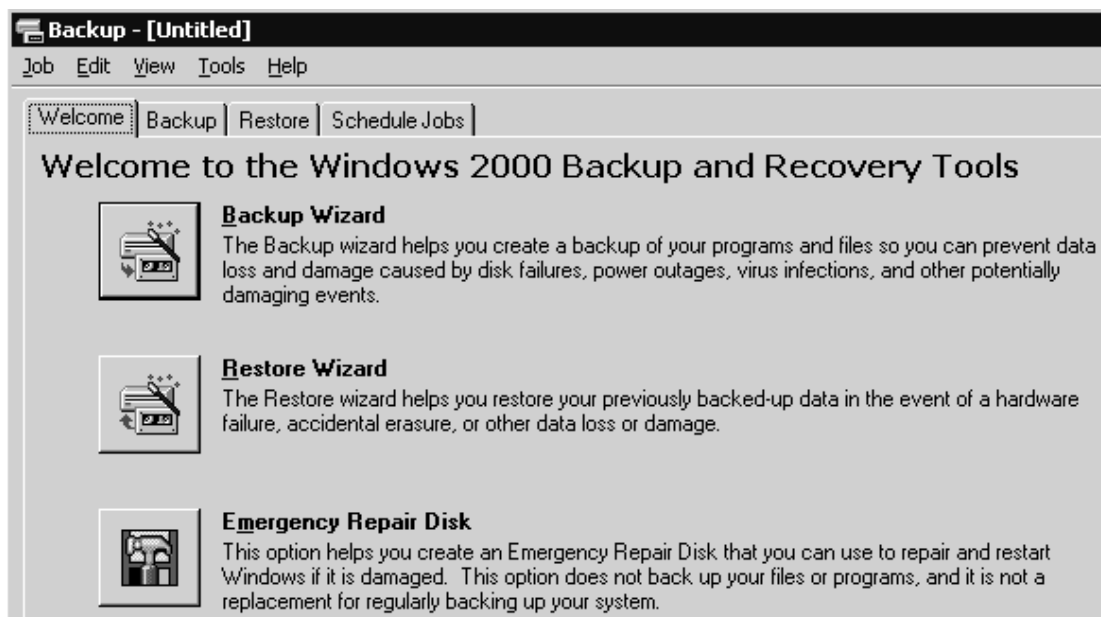 Backup - [Untitled]
Job Edit View Tools Help
Welcome Backup Restore Schedule Jobs
Welcome to the Windows 2000 Backup and Recovery Tools
Backup Wizard
The Backup wizard helps you create a backup of your programs and files so you can prevent data
loss and damage caused by disk failures, power outages, virus infections, and other potentially
damaging events.
Restore Wizard
The Restore wizard helps you restore your previously backed-up data in the event of a hardware
failure, accidental erasure, or other data loss or damage.
Emergency Repair Disk
This option helps you create an Emergency Repair Disk that you can use to repair and restart
Windows if it is damaged. This option does not back up your files or programs, and it is not a
replacement for regularly backing up your system.